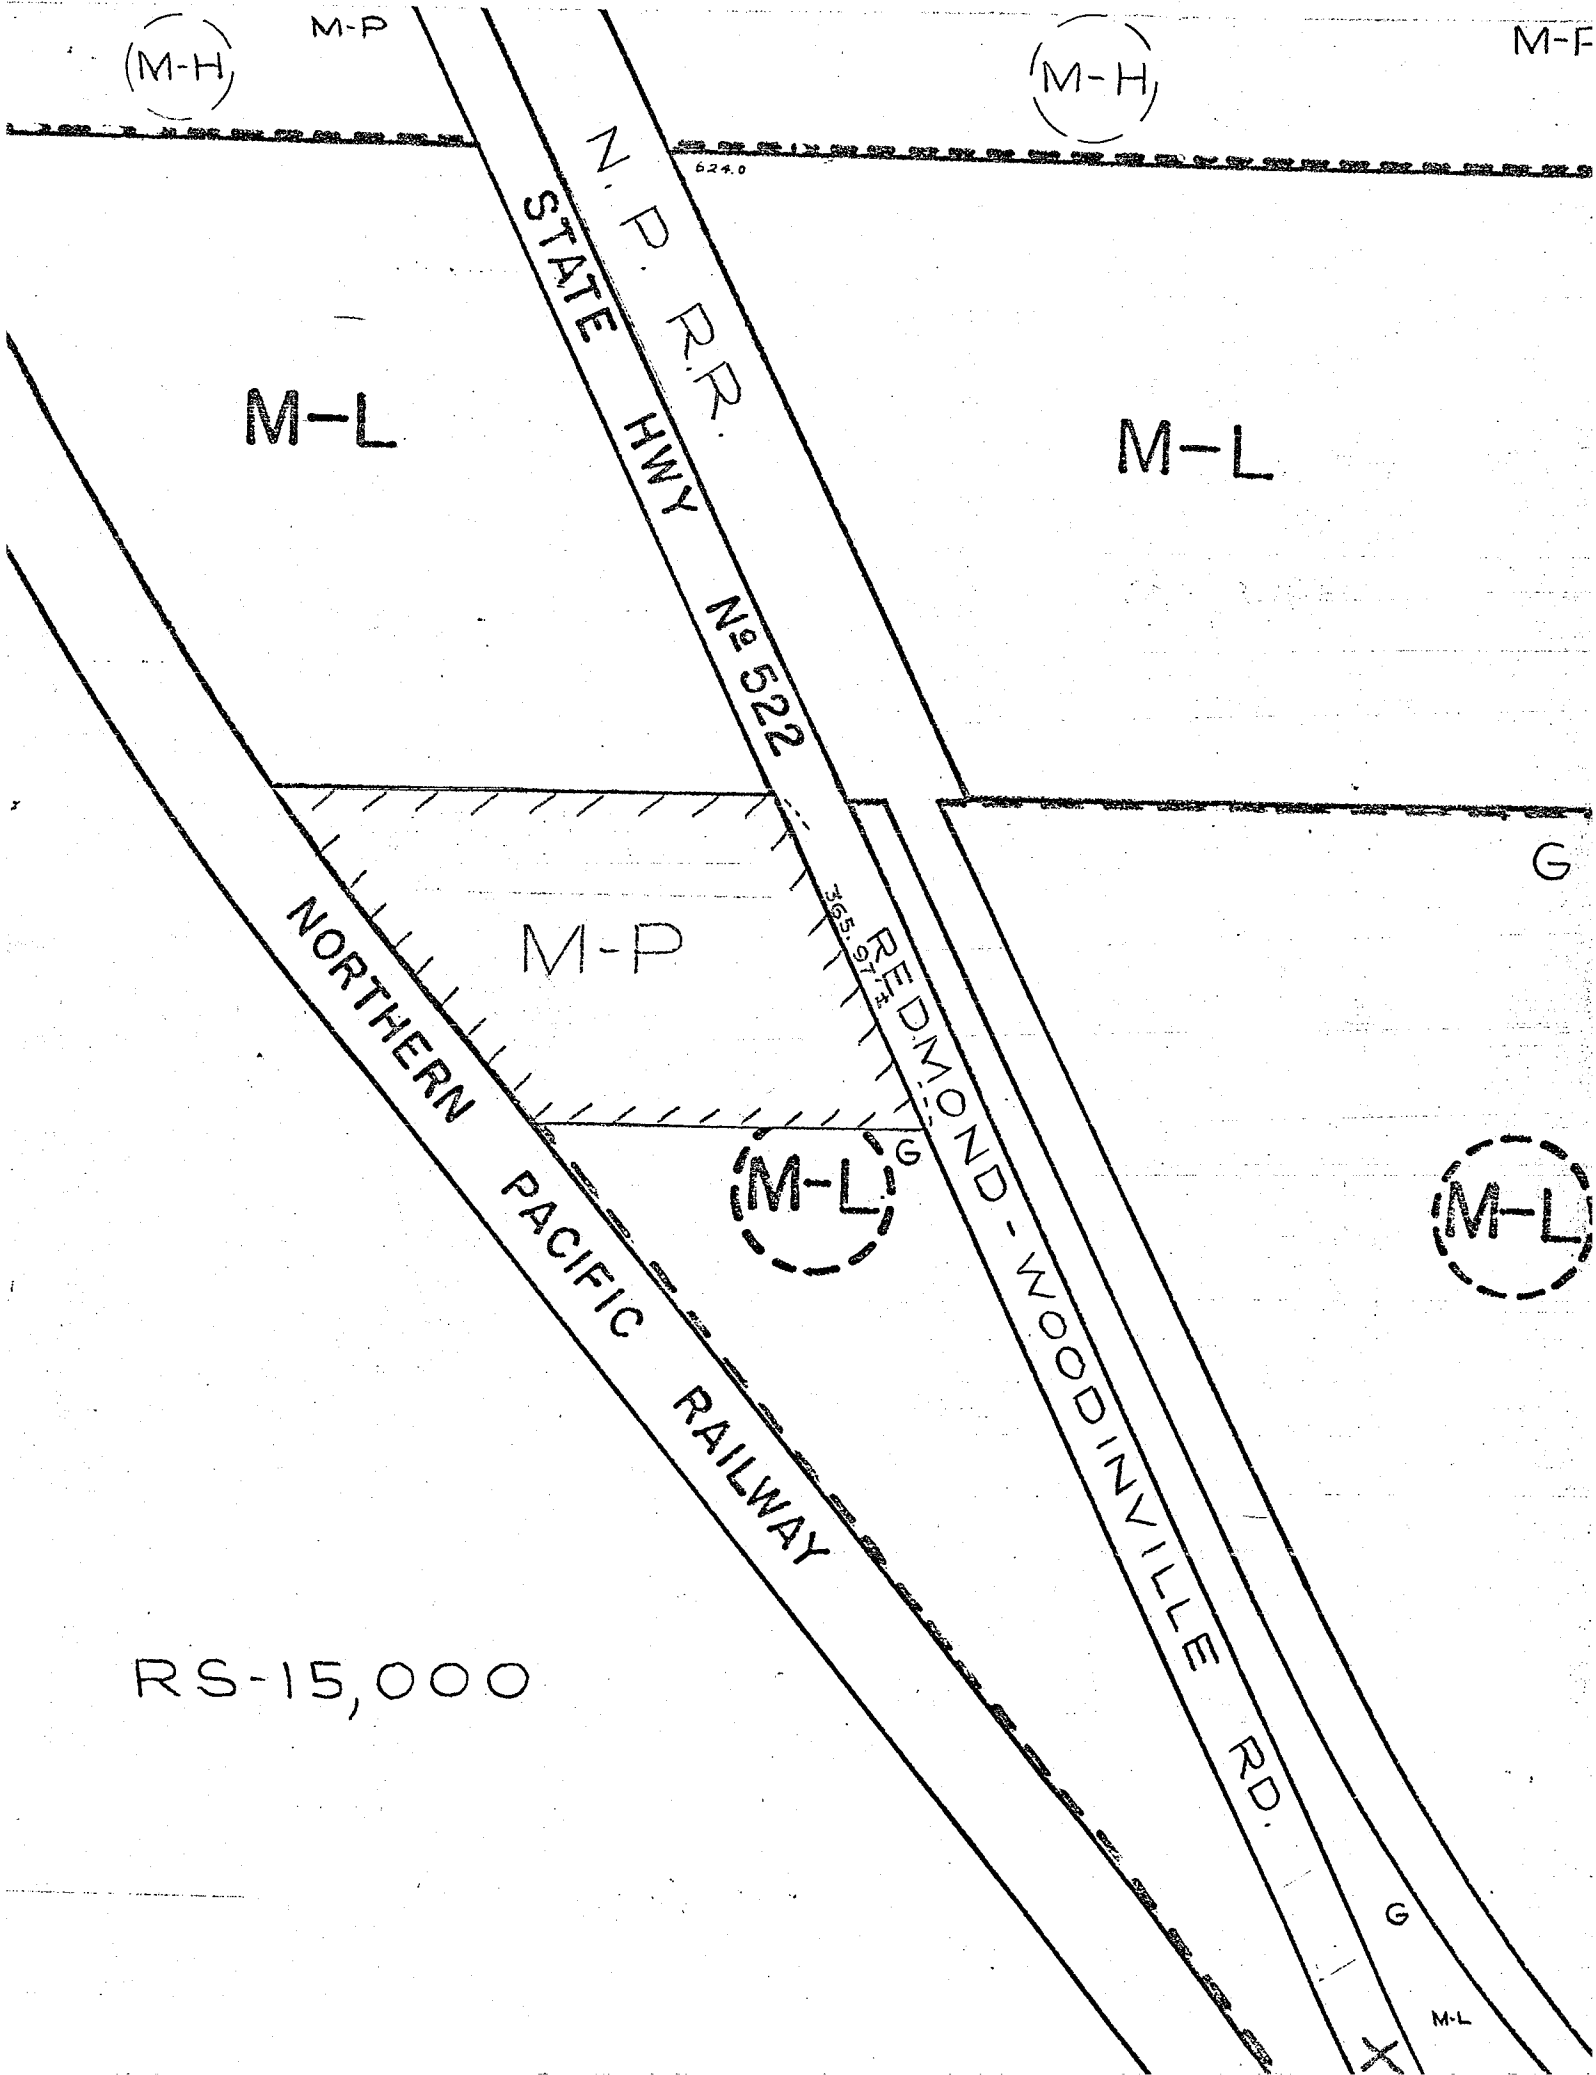 M-P
(M-H)
(M-H)
M-P
624.0
N. P. R.R.
STATE HWY Nº 522
M-L
M-L
G
M-P
365.97'±
NORTHERN PACIFIC RAILWAY
REDMOND-WOODINVILLE RD.
G
M-L
M-L
RS-15,000
G
M-L
X